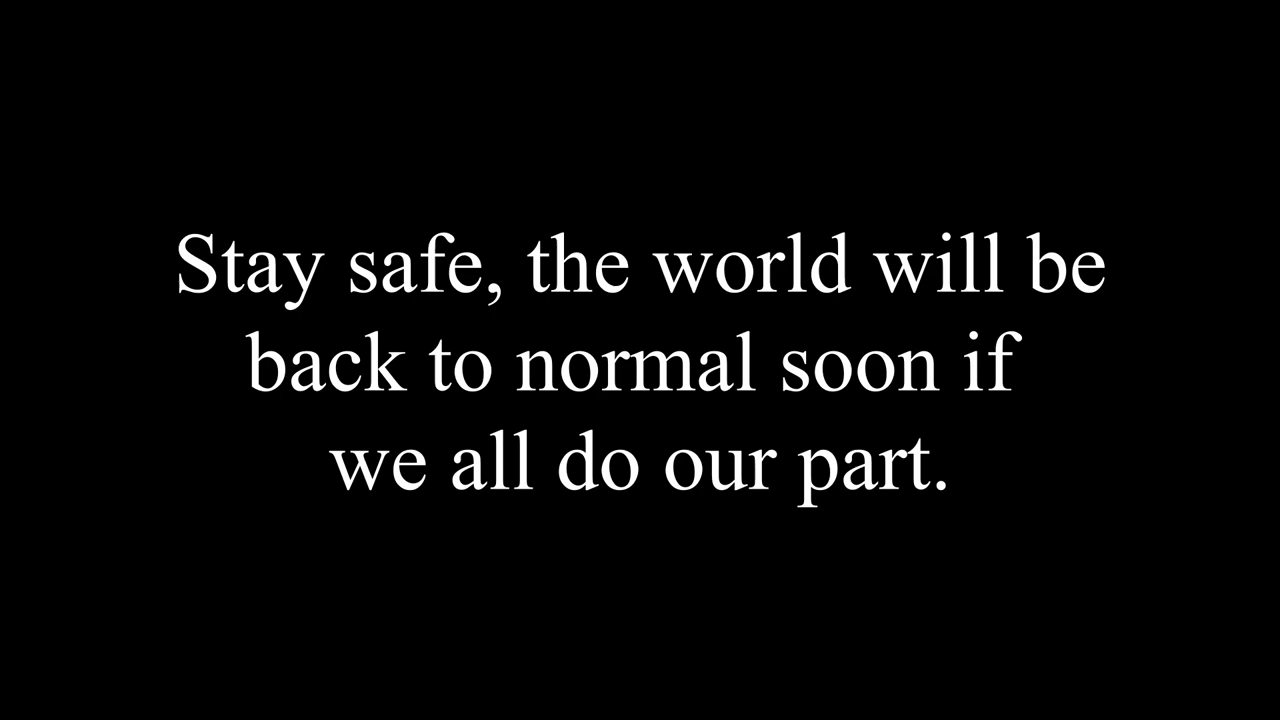 Stay safe, the world will be
back to normal soon if
we all do our part.